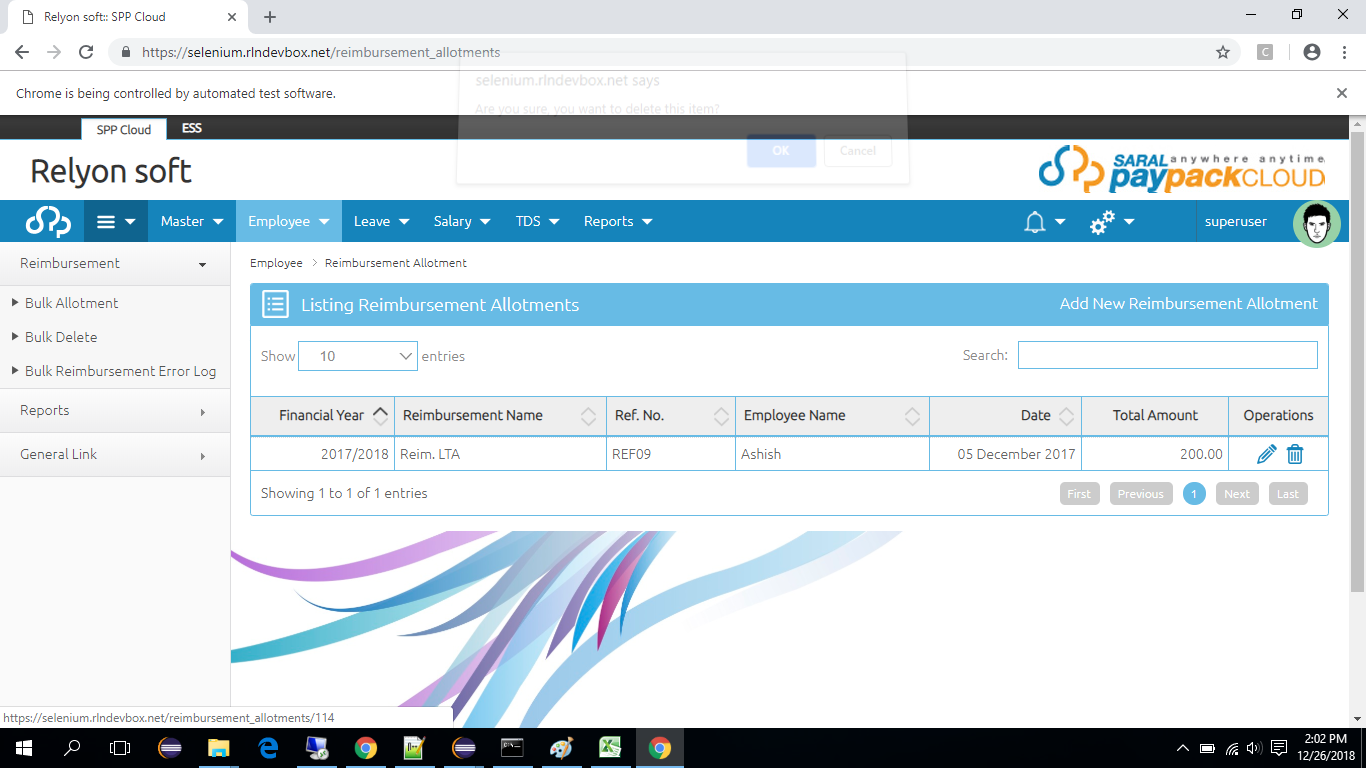 Relyon soft:: SPP Cloud
https://selenium.rlndevbox.net/reimbursement_allotments
C
selenium.rlndevbox.net says
Chrome is being controlled by automated test software.
Are you sure, you want to delete this item?
OK Cancel
SPP Cloud ESS
Relyon soft
SARAL anywhere anytime
paypackCLOUD
Master Employee Leave Salary TDS Reports superuser
Reimbursement
Employee Reimbursement Allotment
Bulk Allotment
Bulk Delete
Bulk Reimbursement Error Log
Reports
General Link
Listing Reimbursement Allotments Add New Reimbursement Allotment
Show 10 entries Search:
Financial Year Reimbursement Name Ref. No. Employee Name Date Total Amount Operations
2017/2018 Reim. LTA REF09 Ashish 05 December 2017 200.00
Showing 1 to 1 of 1 entries First Previous 1 Next Last
https://selenium.rlndevbox.net/reimbursement_allotments/114
2:02 PM
12/26/2018